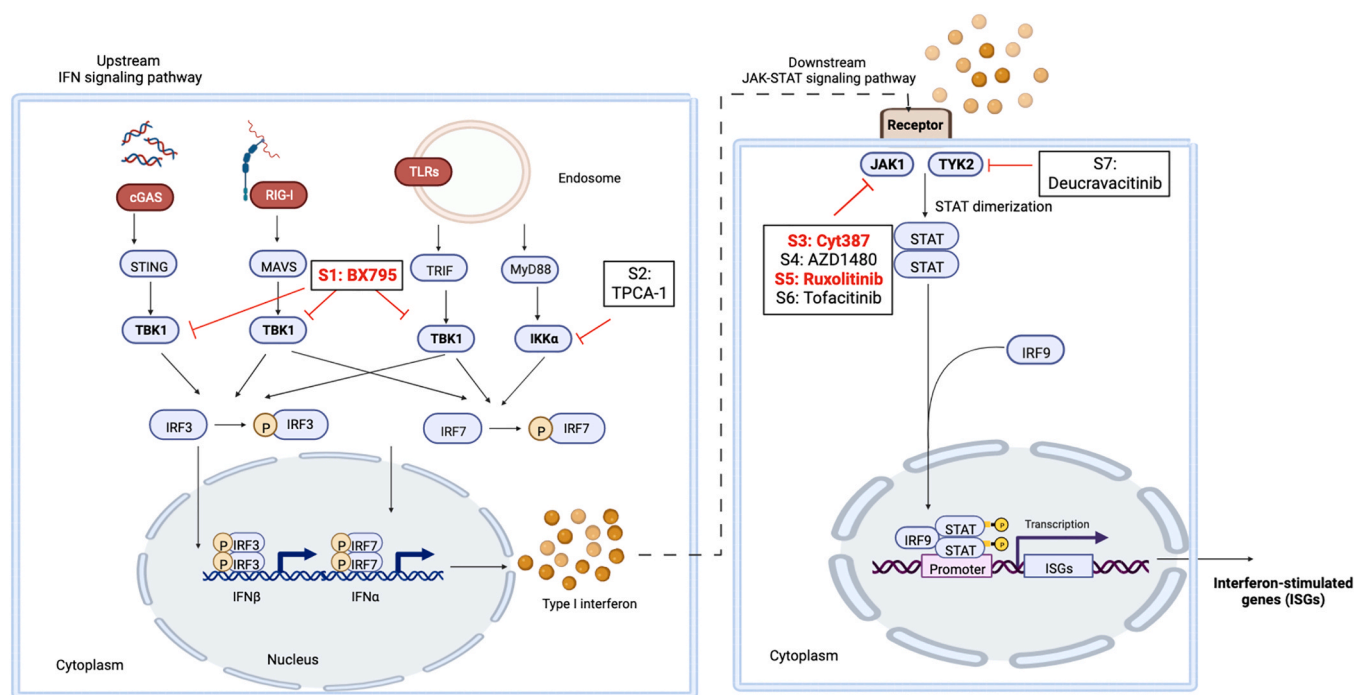 Upstream
IFN signaling pathway
cGAS
RIG-I
TLRs
Endosome
STING
MAVS
S1: BX795
TRIF
MyD88
S2:
TPCA-1
TBK1
TBK1
TBK1
IKKα
IRF3
P
IRF3
IRF7
P
IRF7
P
IRF3
P
IRF3
P
IRF7
P
IRF7
IFNβ
IFNα
Type I interferon
Nucleus
Cytoplasm
Downstream
JAK-STAT signaling pathway
Receptor
JAK1
TYK2
S7:
Deucravacitinib
STAT dimerization
S3: Cyt387
S4: AZD1480
S5: Ruxolitinib
S6: Tofacitinib
STAT
STAT
IRF9
STAT
P
IRF9
STAT
P
Transcription
Promoter
ISGs
Interferon-stimulated
genes (ISGs)
Cytoplasm